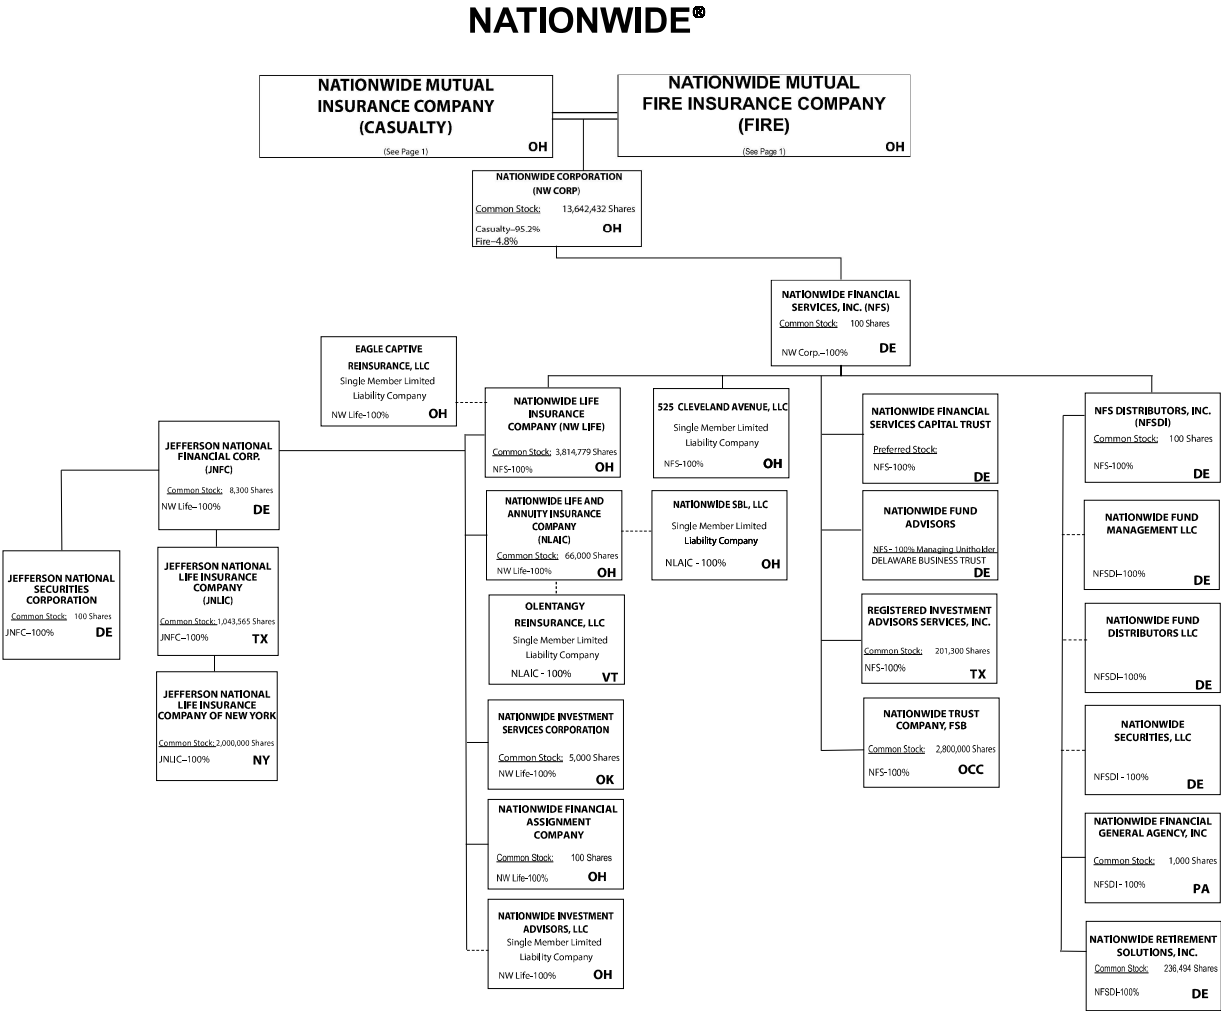 NATIONWIDE®
NATIONWIDE MUTUAL
INSURANCE COMPANY
(CASUALTY)
(See Page 1)
OH
NATIONWIDE MUTUAL
FIRE INSURANCE COMPANY
(FIRE)
(See Page 1)
OH
NATIONWIDE CORPORATION
(NW CORP)
Common Stock: 13,642,432 Shares
Casualty–95.2%
OH
Fire–4.8%
NATIONWIDE FINANCIAL
SERVICES, INC. (NFS)
Common Stock: 100 Shares
NW Corp.–100%
DE
EAGLE CAPTIVE
REINSURANCE, LLC
Single Member Limited
Liability Company
NW Life-100%
OH
NATIONWIDE LIFE
INSURANCE
COMPANY (NW LIFE)
Common Stock: 3,814,779 Shares
NFS–100%
OH
525 CLEVELAND AVENUE, LLC
Single Member Limited
Liability Company
NFS-100%
OH
NATIONWIDE FINANCIAL
SERVICES CAPITAL TRUST
Preferred Stock:
NFS-100%
DE
NFS DISTRIBUTORS, INC.
(NFSDI)
Common Stock: 100 Shares
NFS-100%
DE
JEFFERSON NATIONAL
FINANCIAL CORP.
(JNFC)
Common Stock: 8,300 Shares
NW Life–100%
DE
NATIONWIDE LIFE AND
ANNUITY INSURANCE
COMPANY
(NLAIC)
Common Stock: 66,000 Shares
NW Life-100%
OH
NATIONWIDE SBL, LLC
Single Member Limited
Liability Company
NLAIC - 100%
OH
NATIONWIDE FUND
ADVISORS
NFS - 100% Managing Unitholder
DELAWARE BUSINESS TRUST
DE
NATIONWIDE FUND
MANAGEMENT LLC
NFSDI–100%
DE
JEFFERSON NATIONAL
SECURITIES
CORPORATION
Common Stock: 100 Shares
JNFC–100%
DE
JEFFERSON NATIONAL
LIFE INSURANCE
COMPANY
(JNLIC)
Common Stock: 1,043,565 Shares
JNFC–100%
TX
OLENTANGY
REINSURANCE, LLC
Single Member Limited
Liability Company
NLAIC - 100%
VT
REGISTERED INVESTMENT
ADVISORS SERVICES, INC.
Common Stock: 201,300 Shares
NFS-100%
TX
NATIONWIDE FUND
DISTRIBUTORS LLC
NFSDI–100%
DE
JEFFERSON NATIONAL
LIFE INSURANCE
COMPANY OF NEW YORK
Common Stock: 2,000,000 Shares
JNLIC–100%
NY
NATIONWIDE INVESTMENT
SERVICES CORPORATION
Common Stock: 5,000 Shares
NW Life-100%
OK
NATIONWIDE TRUST
COMPANY, FSB
Common Stock: 2,800,000 Shares
NFS-100%
OCC
NATIONWIDE
SECURITIES, LLC
NFSDI - 100%
DE
NATIONWIDE FINANCIAL
ASSIGNMENT
COMPANY
Common Stock: 100 Shares
NW Life-100%
OH
NATIONWIDE FINANCIAL
GENERAL AGENCY, INC
Common Stock: 1,000 Shares
NFSDI - 100%
PA
NATIONWIDE INVESTMENT
ADVISORS, LLC
Single Member Limited
Liability Company
NW Life-100%
OH
NATIONWIDE RETIREMENT
SOLUTIONS, INC.
Common Stock: 236,494 Shares
NFSDI-100%
DE